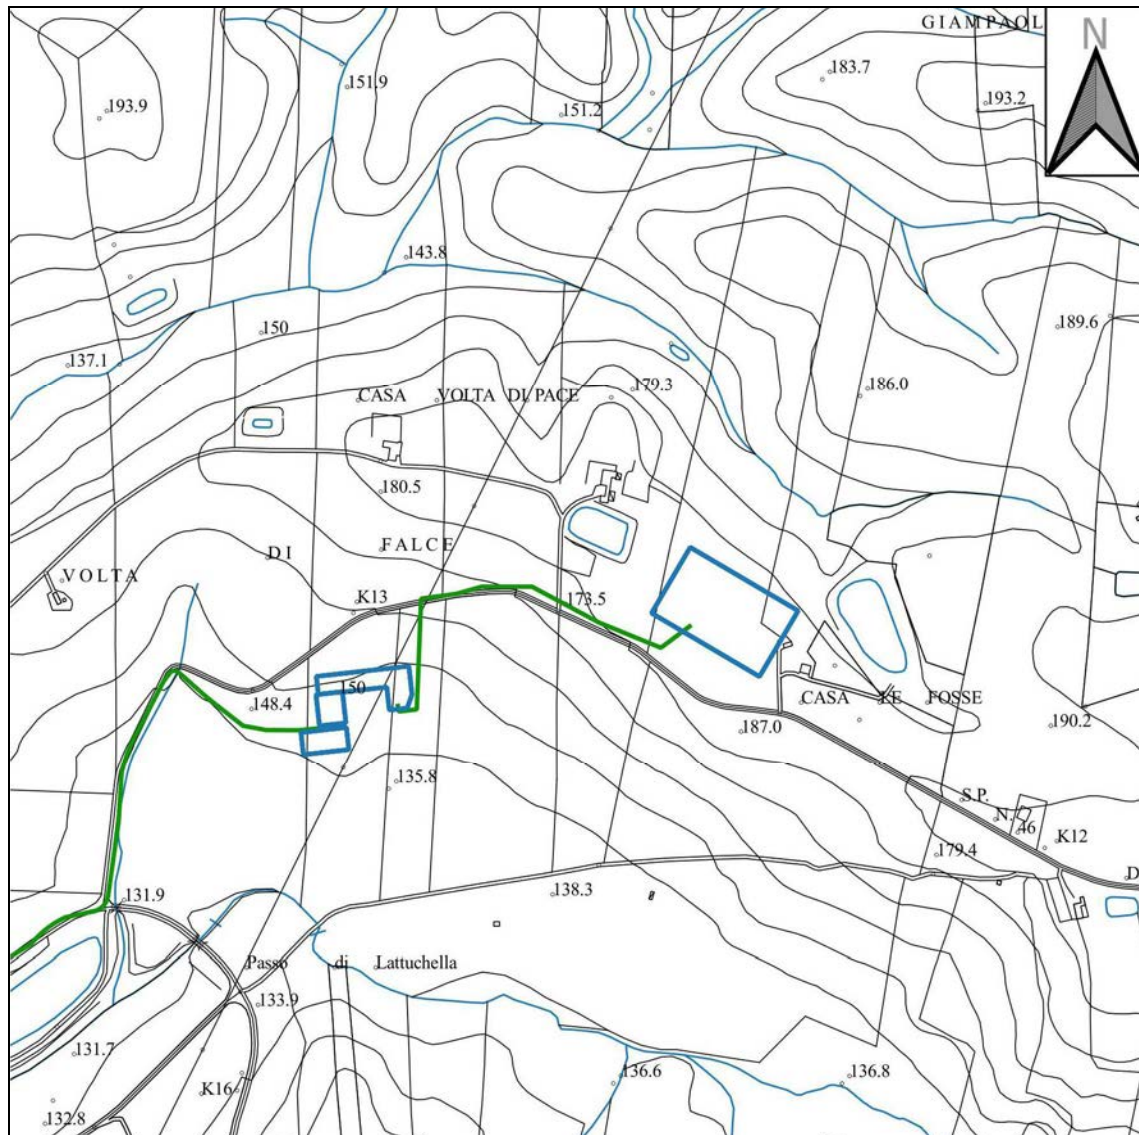 GIAMPAOL
N
183.7
151.9
193.9
151.2
193.2
143.8
150
189.6
137.1
179.3
186.0
CASA VOLTA DI PACE
180.5
DI FALCE
VOLTA
K13
173.5
150
148.4
CASA LE FOSSE
187.0
190.2
135.8
S.P.
N. 46
K12
179.4
D
131.9
138.3
Passo di Lattuchella
133.9
131.7
136.6
136.8
K16
132.8